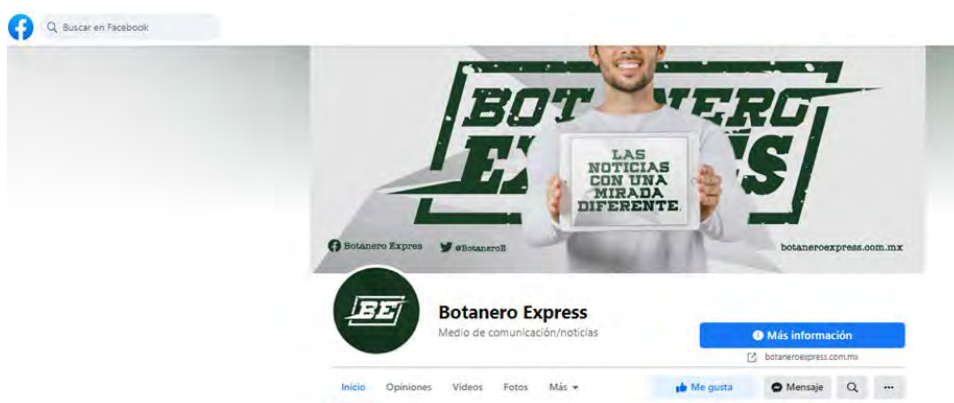 Buscar en Facebook
BOTANERO
EXPRÉS
LAS
NOTICIAS
CON UNA
MIRADA
DIFERENTE.
Botanero Expres @BotaneroE botaneroexpress.com.mx
BE
Botanero Express
Medio de comunicación/noticias
Más información
botaneroexpress.com.mx
Inicio Opiniones Videos Fotos Más Me gusta Mensaje